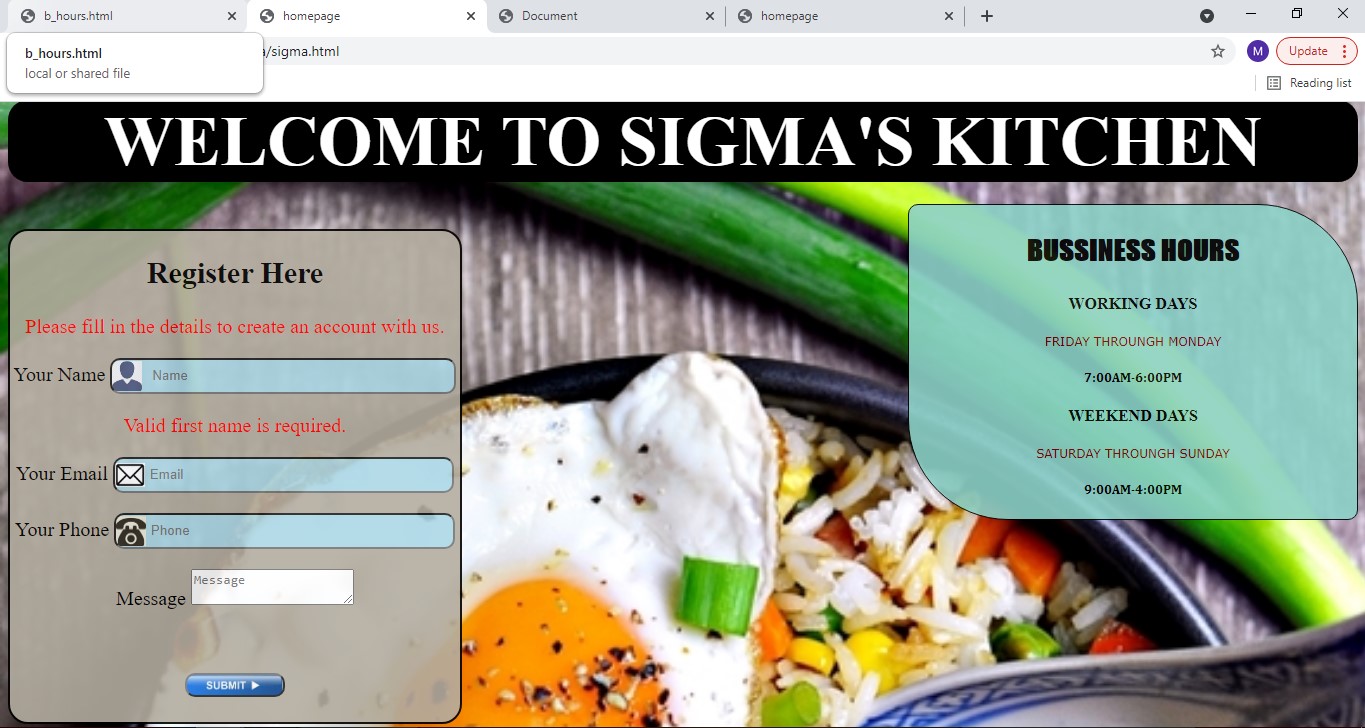 b_hours.html
homepage
Document
homepage
b_hours.html
local or shared file
a/sigma.html
M
Update
Reading list
WELCOME TO SIGMA'S KITCHEN
Register Here
Please fill in the details to create an account with us.
Your Name Name
Valid first name is required.
Your Email Email
Your Phone Phone
Message Message
SUBMIT
BUSSINESS HOURS
WORKING DAYS
FRIDAY THROUNGH MONDAY
7:00AM-6:00PM
WEEKEND DAYS
SATURDAY THROUNGH SUNDAY
9:00AM-4:00PM